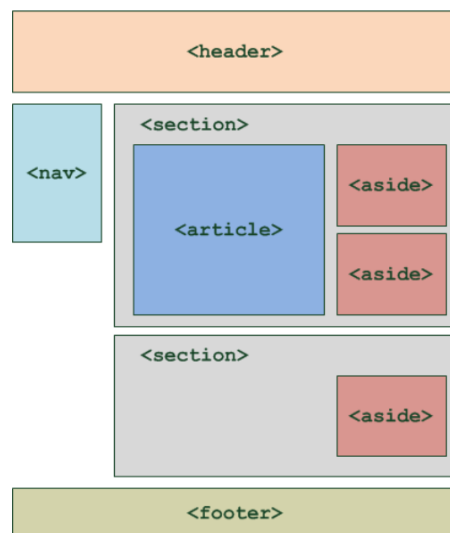 <header>
<nav>
<section>
<article>
<aside>
<aside>
<section>
<aside>
<footer>